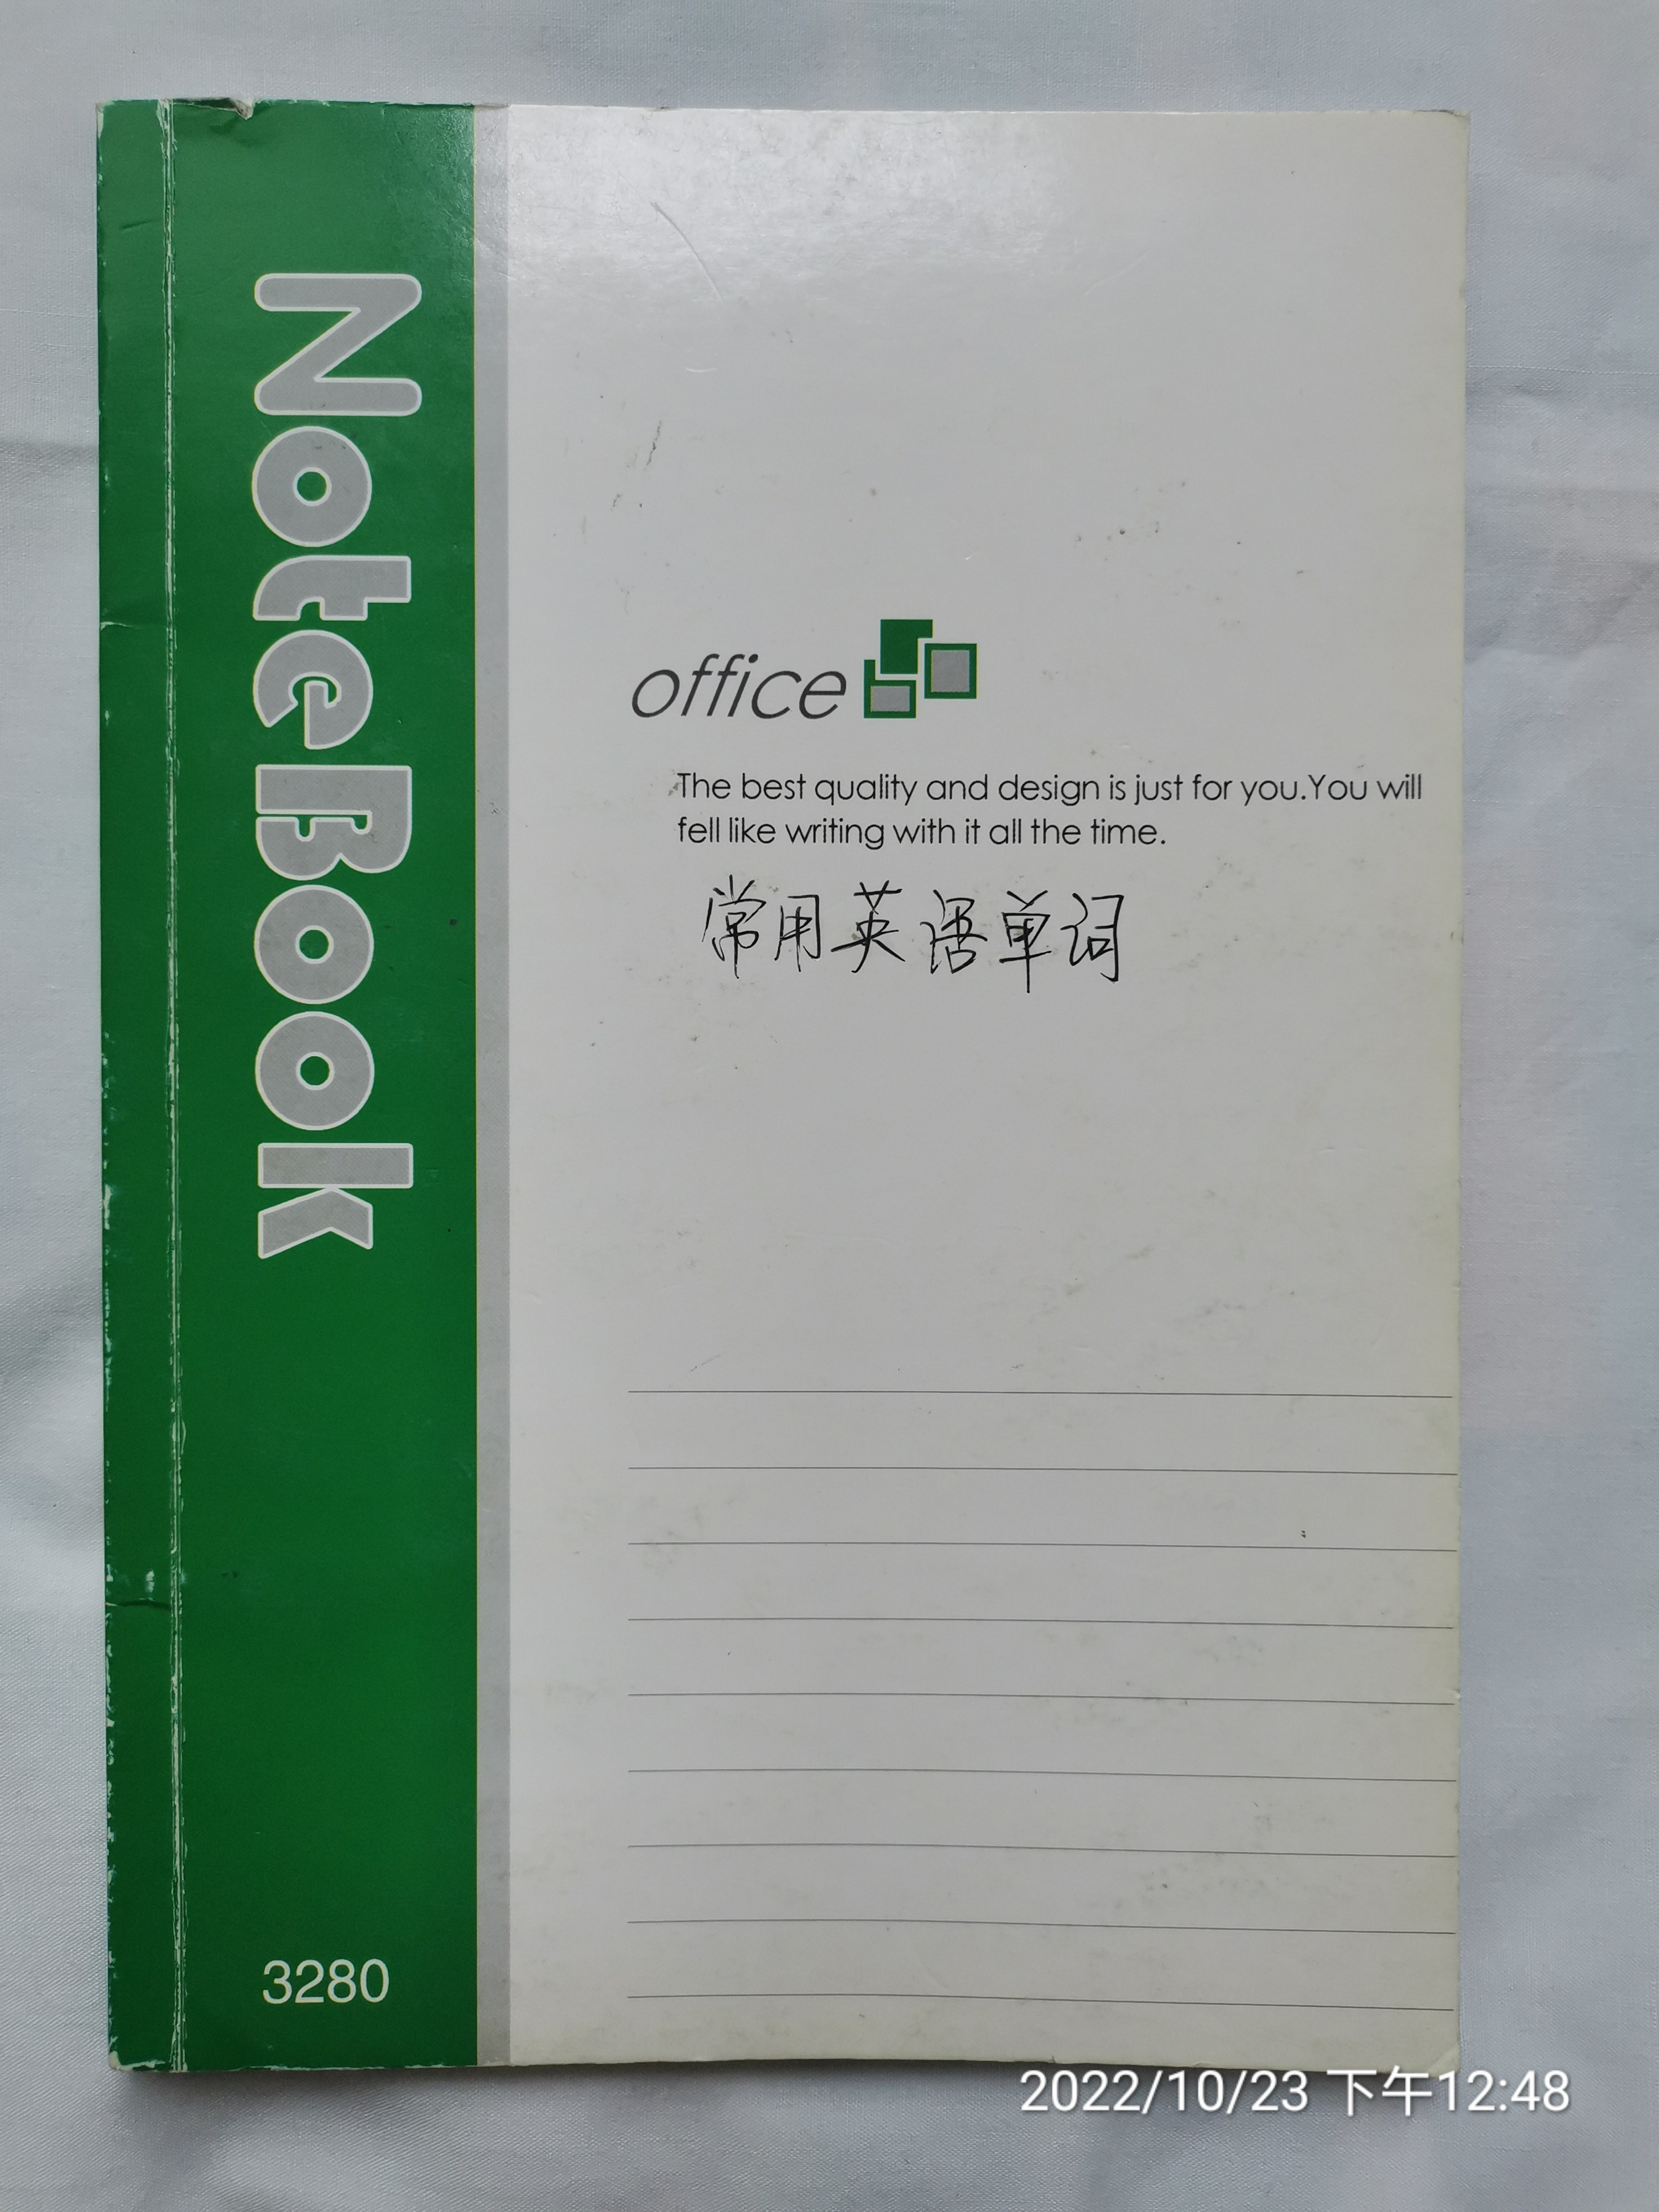 NoteBook
office
The best quality and design is just for you.You will
fell like writing with it all the time.
常用英语单词
3280
2022/10/23 下午12:48